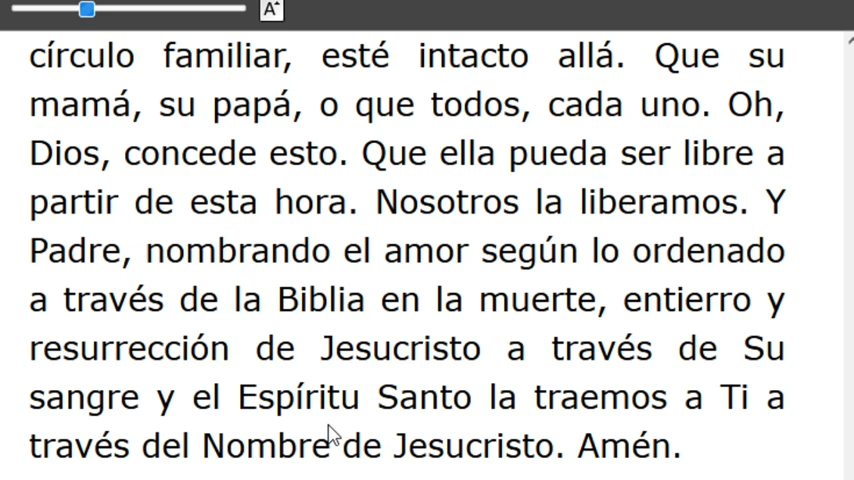 A
círculo familiar, esté intacto allá. Que su
mamá, su papá, o que todos, cada uno. Oh,
Dios, concede esto. Que ella pueda ser libre a
partir de esta hora. Nosotros la liberamos. Y
Padre, nombrando el amor según lo ordenado
a través de la Biblia en la muerte, entierro y
resurrección de Jesucristo a través de Su
sangre y el Espíritu Santo la traemos a Ti a
través del Nombre de Jesucristo. Amén.